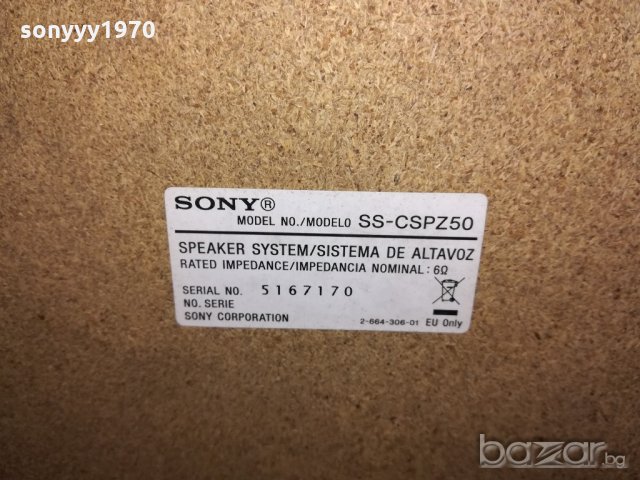 sonyyy1970
SONY®
MODEL NO./MODELO SS-CSPZ50
SPEAKER SYSTEM/SISTEMA DE ALTAVOZ
RATED IMPEDANCE/IMPEDANCIA NOMINAL: 6Ω
SERIAL NO. 5167170
NO. SERIE
SONY CORPORATION
2-664-306-01 EU Only
bazar.bg